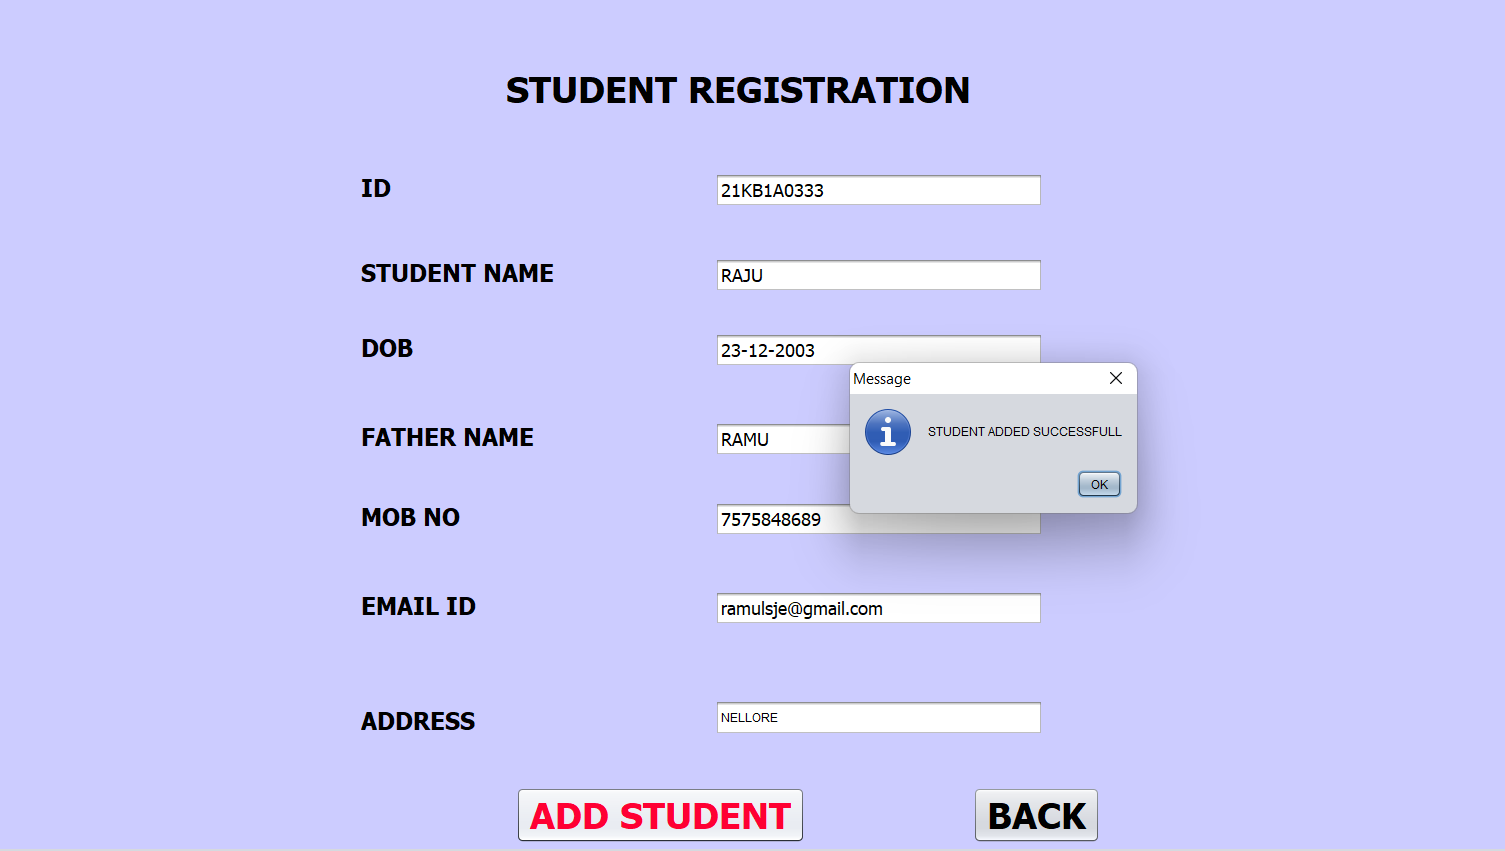 STUDENT REGISTRATION
ID 21KB1A0333
STUDENT NAME RAJU
DOB 23-12-2003
Message
FATHER NAME RAMU
STUDENT ADDED SUCCESSFULL
OK
MOB NO 7575848689
EMAIL ID ramulsje@gmail.com
ADDRESS NELLORE
ADD STUDENT BACK